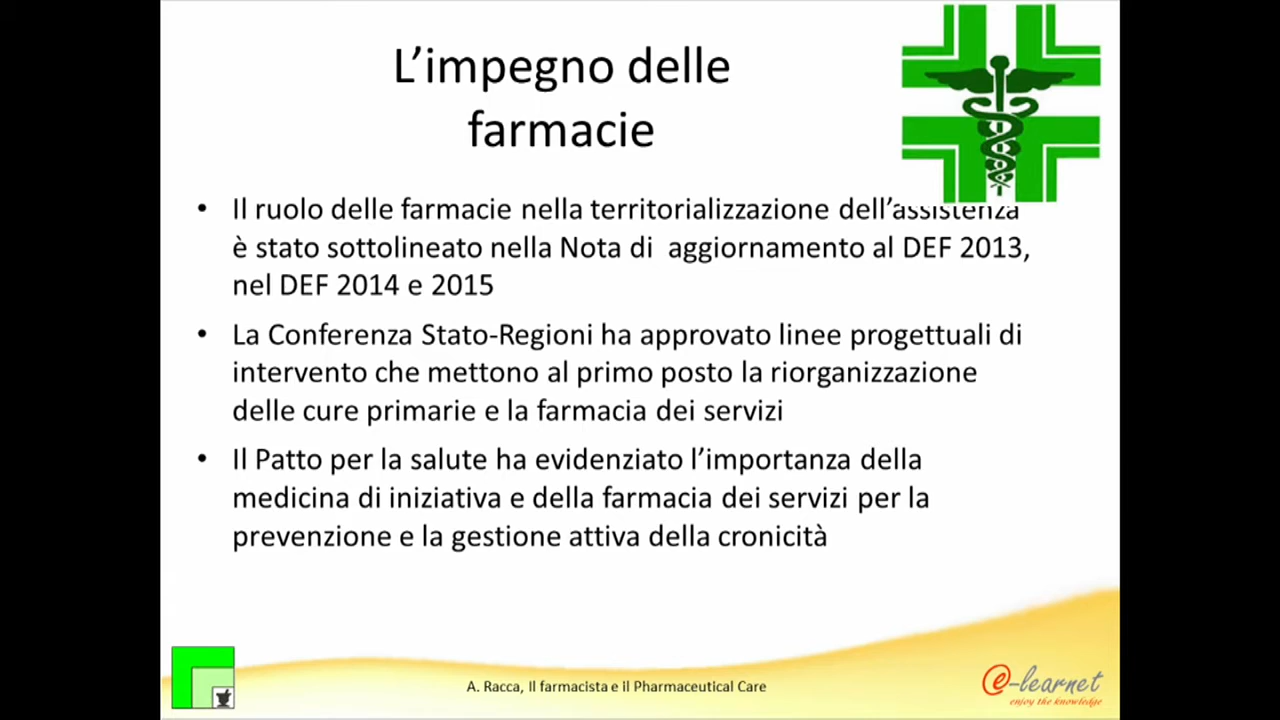 L’impegno delle
farmacie
• Il ruolo delle farmacie nella territorializzazione dell’assistenza
è stato sottolineato nella Nota di  aggiornamento al DEF 2013,
nel DEF 2014 e 2015
• La Conferenza Stato-Regioni ha approvato linee progettuali di
intervento che mettono al primo posto la riorganizzazione
delle cure primarie e la farmacia dei servizi
• Il Patto per la salute ha evidenziato l’importanza della
medicina di iniziativa e della farmacia dei servizi per la
prevenzione e la gestione attiva della cronicità
A. Racca, Il farmacista e il Pharmaceutical Care
e-learnet
enjoy the knowledge